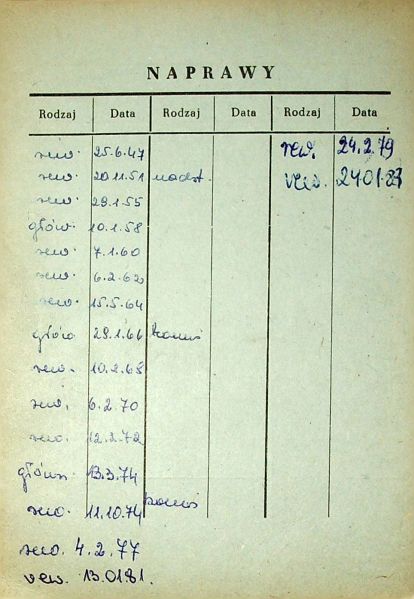 NAPRAWY
Rodzaj Data Rodzaj Data Rodzaj Data
rew. 25.6.47 rew. 24.2.79
rew. 20.11.51 nadzt. rew. 24.01.83
rew. 29.1.55
główn. 10.1.58
rew. 7.1.60
rew. 6.2.62
rew. 15.5.64
główn 29.1.66
rew. 10.2.68
rew. 6.2.70
rew. 12.2.72
główn. 13.3.74
rew. 11.10.74
rew. 4.2.77
rew. 13.01.81.